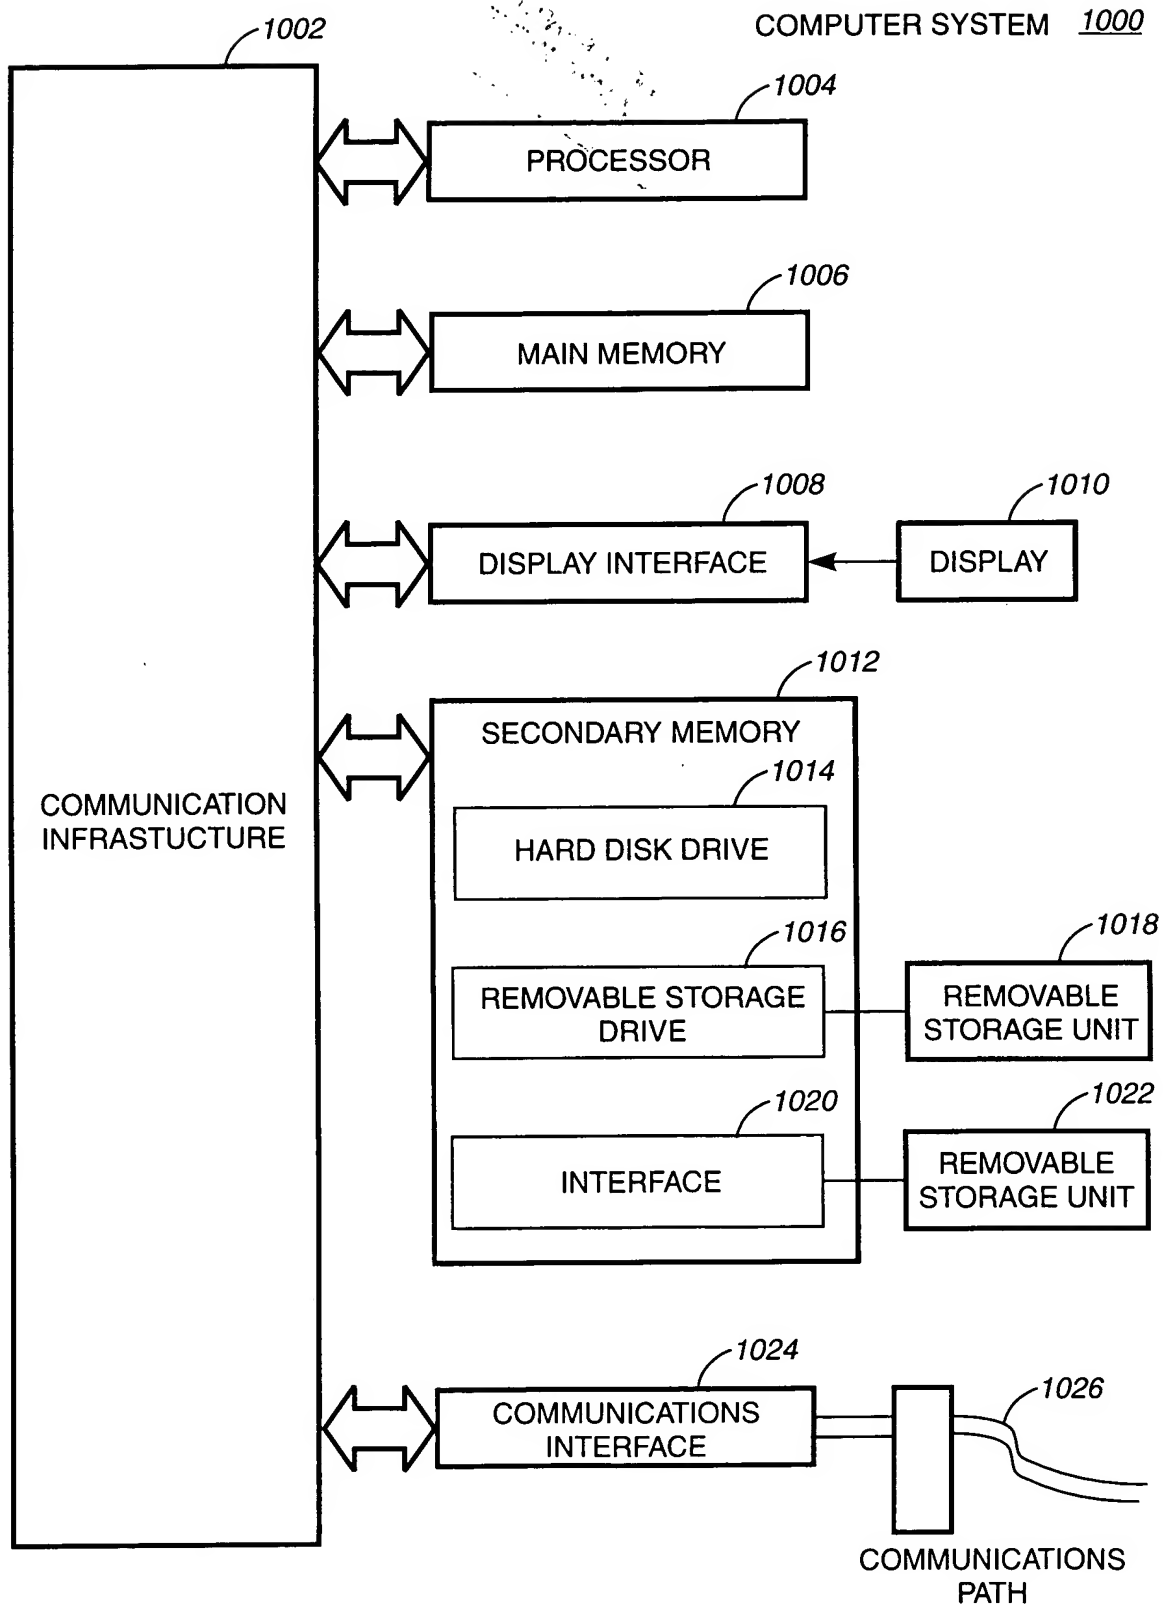 COMPUTER SYSTEM 1000
1002
1004
PROCESSOR
1006
MAIN MEMORY
1008
DISPLAY INTERFACE
1010
DISPLAY
1012
SECONDARY MEMORY
1014
HARD DISK DRIVE
COMMUNICATION
INFRASTUCTURE
1016
REMOVABLE STORAGE
DRIVE
1018
REMOVABLE
STORAGE UNIT
1020
INTERFACE
1022
REMOVABLE
STORAGE UNIT
1024
COMMUNICATIONS
INTERFACE
1026
COMMUNICATIONS
PATH